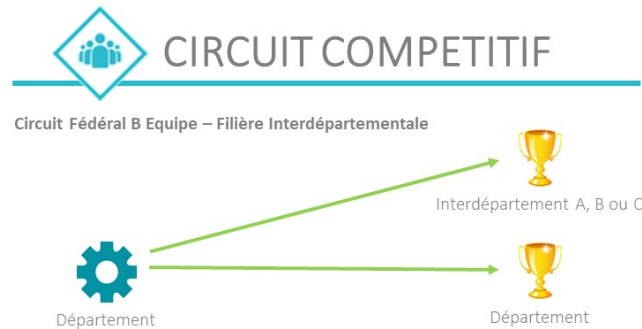 CIRCUIT COMPETITIF
Circuit Fédéral B Equipe – Filière Interdépartementale
Interdépartement A, B ou C
Département
Département